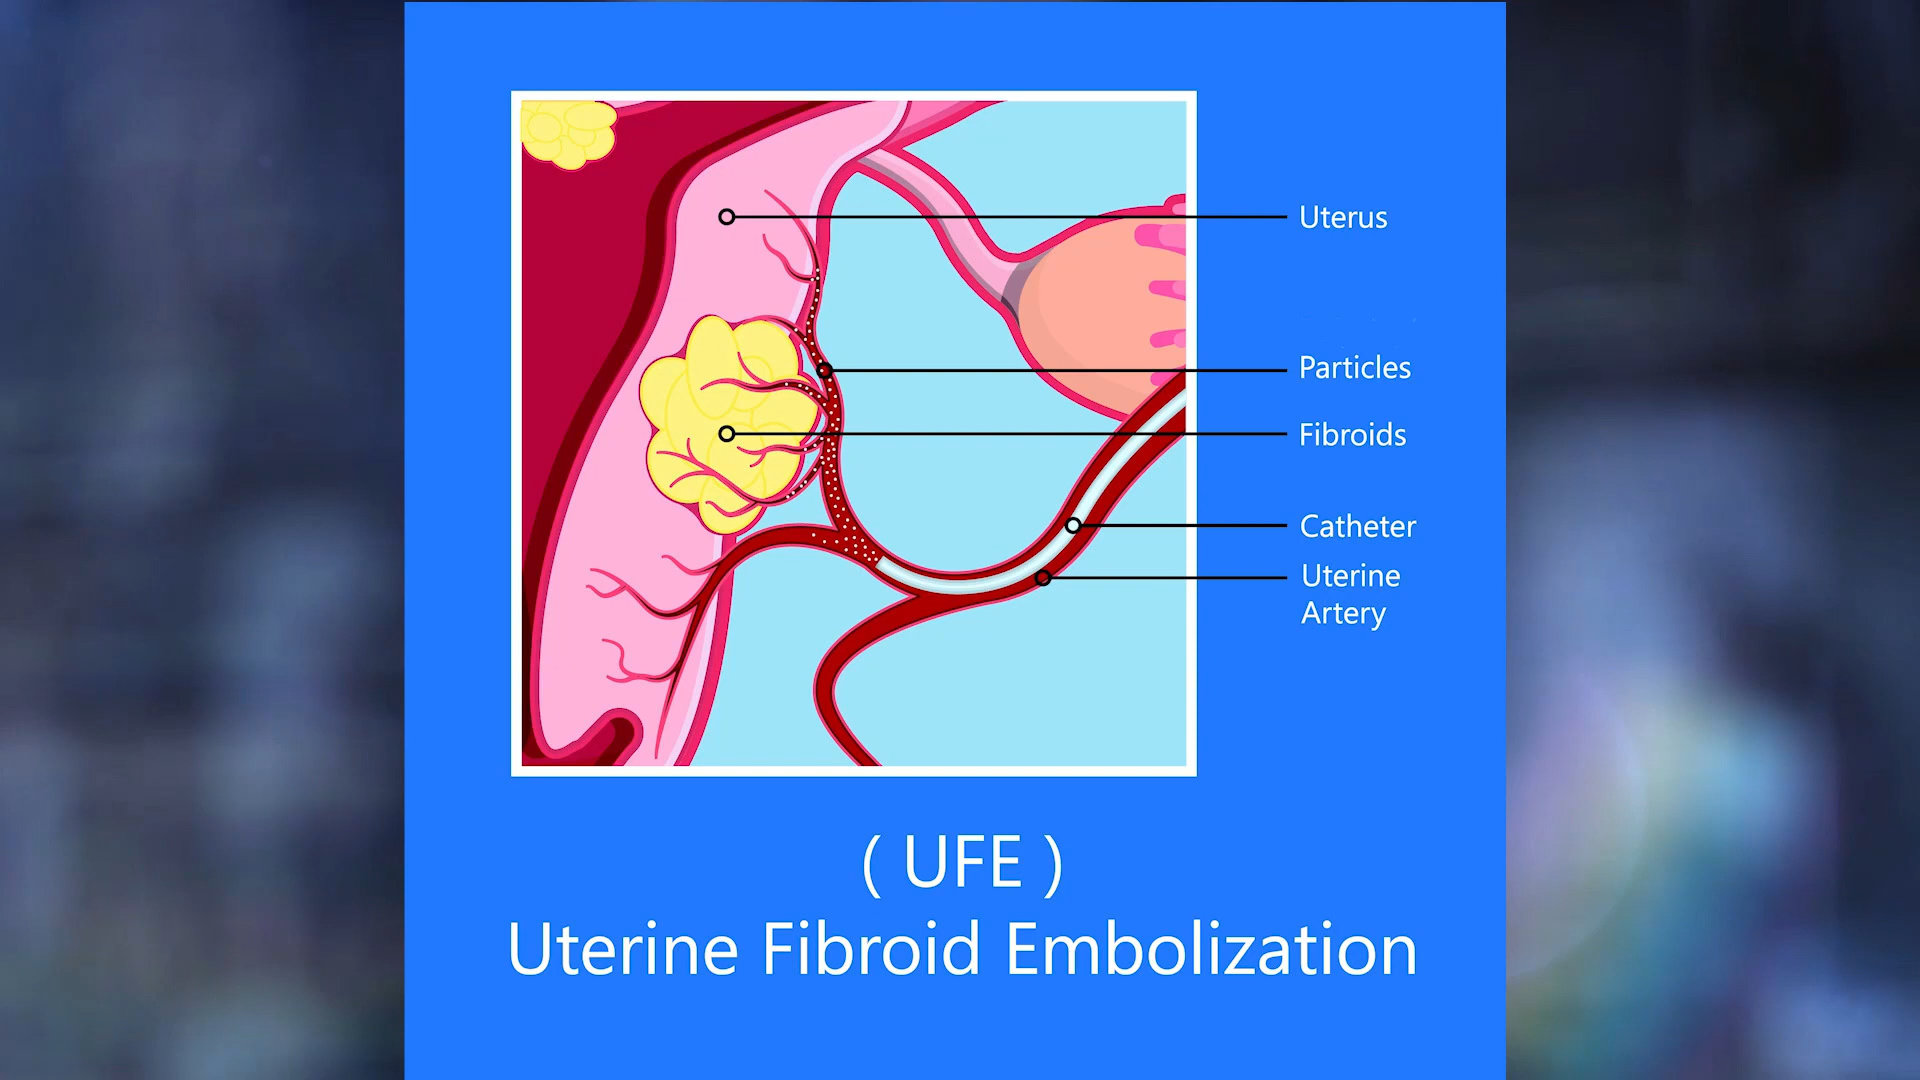 Uterus
Particles
Fibroids
Catheter
Uterine
Artery
( UFE )
Uterine Fibroid Embolization